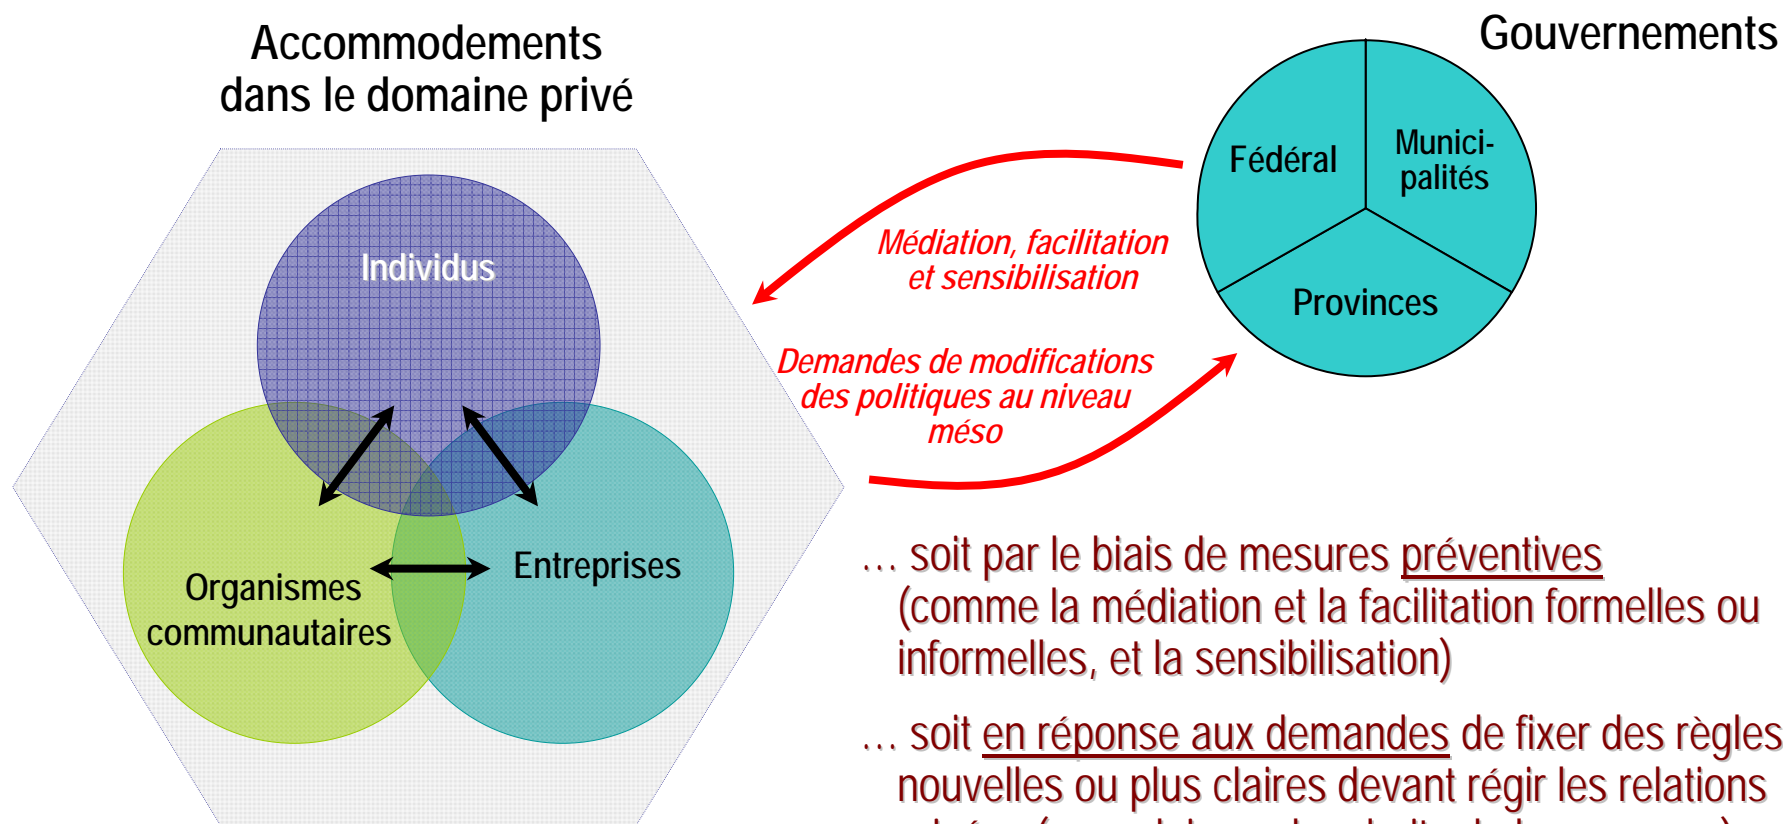 Accommodements
dans le domaine privé
Gouvernements
Fédéral
Munici-
palités
Provinces
Individus
Organismes
communautaires
Entreprises
Médiation, facilitation
et sensibilisation
Demandes de modifications
des politiques au niveau
méso
… soit par le biais de mesures préventives
(comme la médiation et la facilitation formelles ou
informelles, et la sensibilisation)
… soit en réponse aux demandes de fixer des règles
nouvelles ou plus claires devant régir les relations